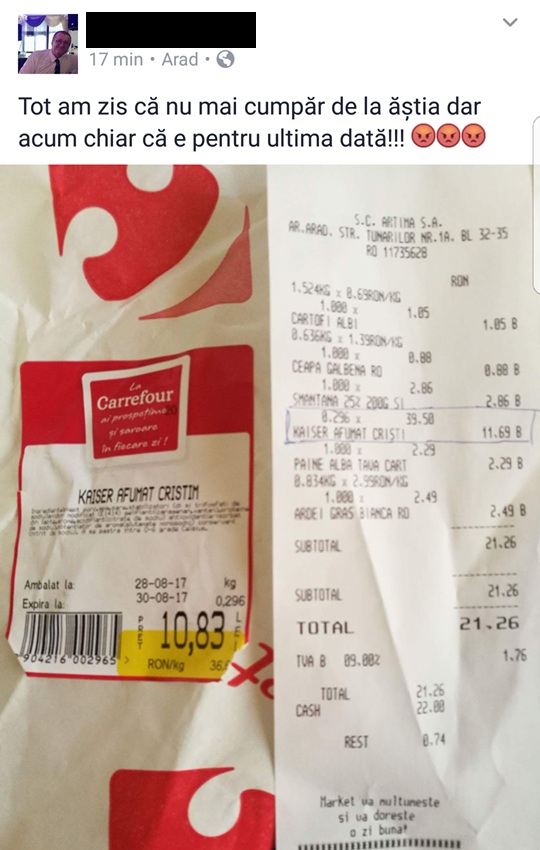 17 min • Arad •
Tot am zis că nu mai cumpăr de la ăștia dar
acum chiar că e pentru ultima dată!!! 😡😡😡
La
Carrefour
ai prospețime
și savoare
în fiecare zi !
KAISER AFUMAT CRISTIM
Ambalat la: 28-08-17 kg
Expira la: 30-08-17 0,296
PRET 10,83 LEI
RON/kg 36,
904216 002965 >
S.C. ARTIMA S.A.
AR.ARAD. STR. TUNARILOR NR.1A. BL 32-35
RO 11735628
RON
1.524KG x 0.69RON/KG
1.000 x 1.05
CARTOFI ALBI 1.05 B
0.636KG x 1.39RON/KG
1.000 x 0.88
CEAPA GALBENA RO 0.88 B
1.000 x 2.86
SMANTANA 25% 200G SI 2.86 B
0.296 x 39.50
KAISER AFUMAT CRISTI 11.69 B
1.000 x 2.29
PAINE ALBA TAVA CART 2.29 B
0.834KG x 2.99RON/KG
1.000 x 2.49
ARDEI GRAS BIANCA RO 2.49 B
SUBTOTAL 21.26
SUBTOTAL 21.26
TOTAL 21.26
TVA B 09.00% 1.76
TOTAL 21.26
CASH 22.00
REST 0.74
Market va multumeste
si va doreste
o zi buna!